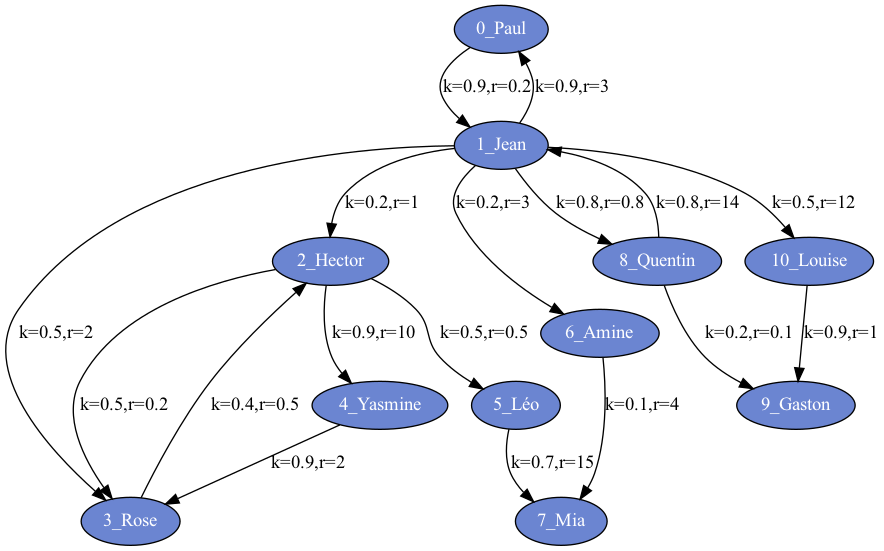 0_Paul
k=0.9,r=0.2
k=0.9,r=3
1_Jean
k=0.2,r=1
k=0.2,r=3
k=0.8,r=0.8
k=0.8,r=14
k=0.5,r=12
2_Hector
8_Quentin
10_Louise
k=0.5,r=2
k=0.9,r=10
k=0.5,r=0.5
6_Amine
k=0.2,r=0.1
k=0.9,r=1
k=0.5,r=0.2
k=0.4,r=0.5
4_Yasmine
5_Léo
k=0.1,r=4
9_Gaston
k=0.9,r=2
k=0.7,r=15
3_Rose
7_Mia